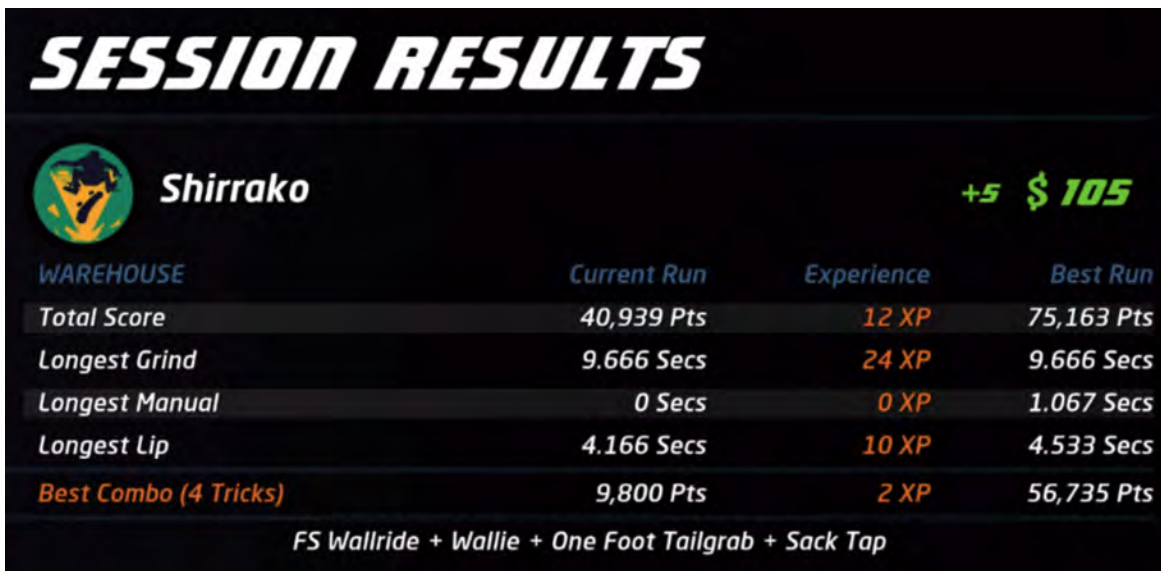 SESSION RESULTS
Shirrako +5 $ 105
WAREHOUSE Current Run Experience Best Run
Total Score 40,939 Pts 12 XP 75,163 Pts
Longest Grind 9.666 Secs 24 XP 9.666 Secs
Longest Manual 0 Secs 0 XP 1.067 Secs
Longest Lip 4.166 Secs 10 XP 4.533 Secs
Best Combo (4 Tricks) 9,800 Pts 2 XP 56,735 Pts
FS Wallride + Wallie + One Foot Tailgrab + Sack Tap